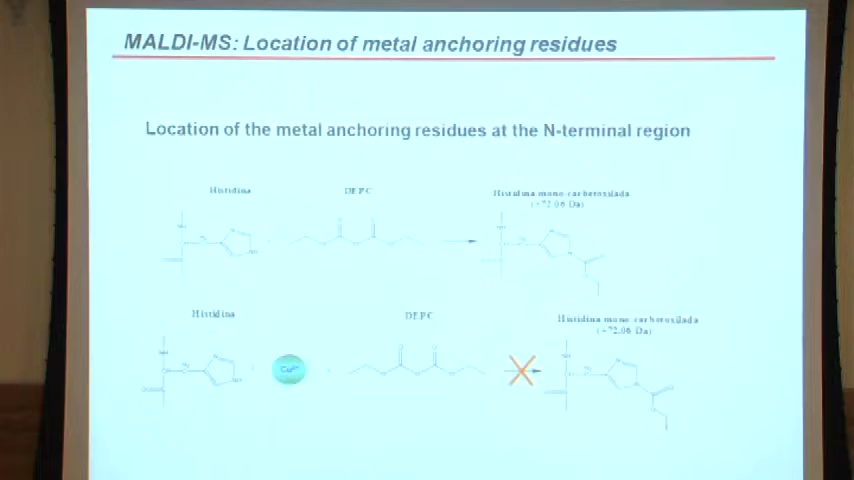 MALDI-MS: Location of metal anchoring residues
Location of the metal anchoring residues at the N-terminal region
Histidina
DEPC
Histidina mono carbetoxilada
(+72.06 Da)
Histidina
DEPC
Histidina mono carbetoxilada
(+72.06 Da)
Cu²⁺